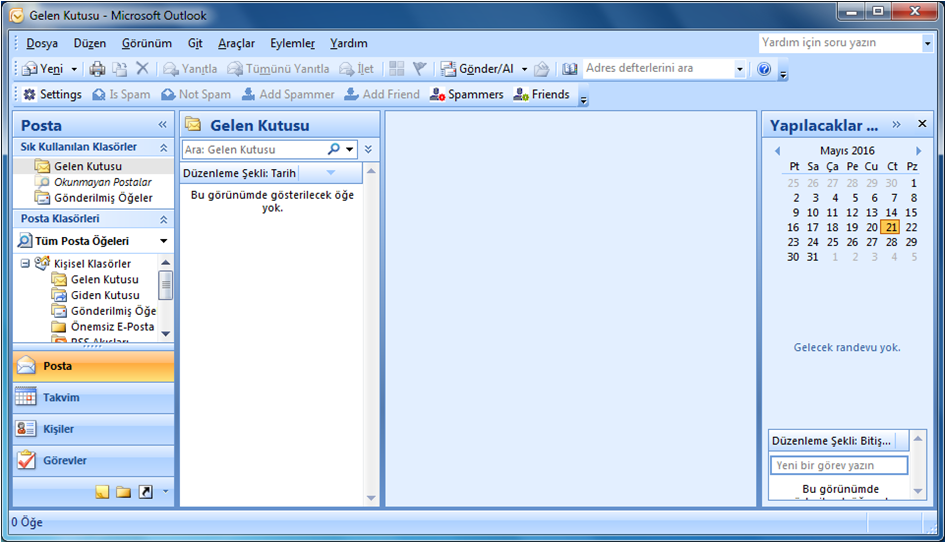 Gelen Kutusu - Microsoft Outlook
Dosya Düzen Görünüm Git Araçlar Eylemler Yardım
Yardım için soru yazın
Yeni Yanıtla Tümünü Yanıtla İlet Gönder/Al Adres defterlerini ara
Settings Is Spam Not Spam Add Spammer Add Friend Spammers Friends
Posta «
Sık Kullanılan Klasörler
Gelen Kutusu
Okunmayan Postalar
Gönderilmiş Öğeler
Posta Klasörleri
Tüm Posta Öğeleri
Kişisel Klasörler
Gelen Kutusu
Giden Kutusu
Gönderilmiş Öğe
Önemsiz E-Posta
RSS Akışları
Posta
Takvim
Kişiler
Görevler
Gelen Kutusu
Ara: Gelen Kutusu
Düzenleme Şekli: Tarih
Bu görünümde gösterilecek öğe
yok.
Yapılacaklar ... »
Mayıs 2016
Pt Sa Ça Pe Cu Ct Pz
25 26 27 28 29 30 1
2 3 4 5 6 7 8
9 10 11 12 13 14 15
16 17 18 19 20 21 22
23 24 25 26 27 28 29
30 31 1 2 3 4 5
Gelecek randevu yok.
Düzenleme Şekli: Bitiş...
Yeni bir görev yazın
Bu görünümde
0 Öğe